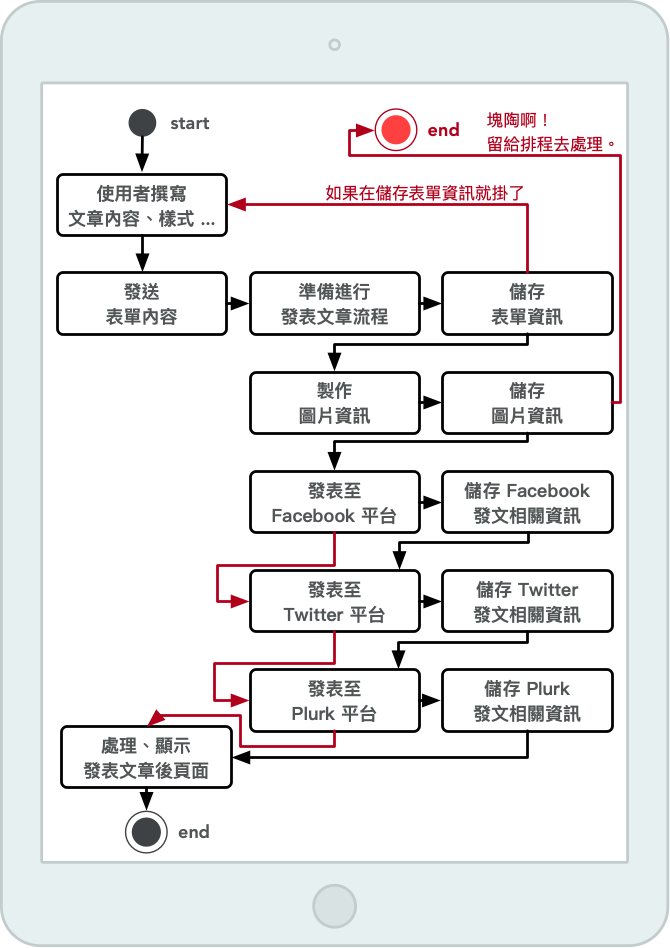 start
end
塊陶啊！
留給排程去處理。
使用者撰寫
文章內容、樣式 ...
如果在儲存表單資訊就掛了
發送
表單內容
準備進行
發表文章流程
儲存
表單資訊
製作
圖片資訊
儲存
圖片資訊
發表至
Facebook 平台
儲存 Facebook
發文相關資訊
發表至
Twitter 平台
儲存 Twitter
發文相關資訊
發表至
Plurk 平台
儲存 Plurk
發文相關資訊
處理、顯示
發表文章後頁面
end